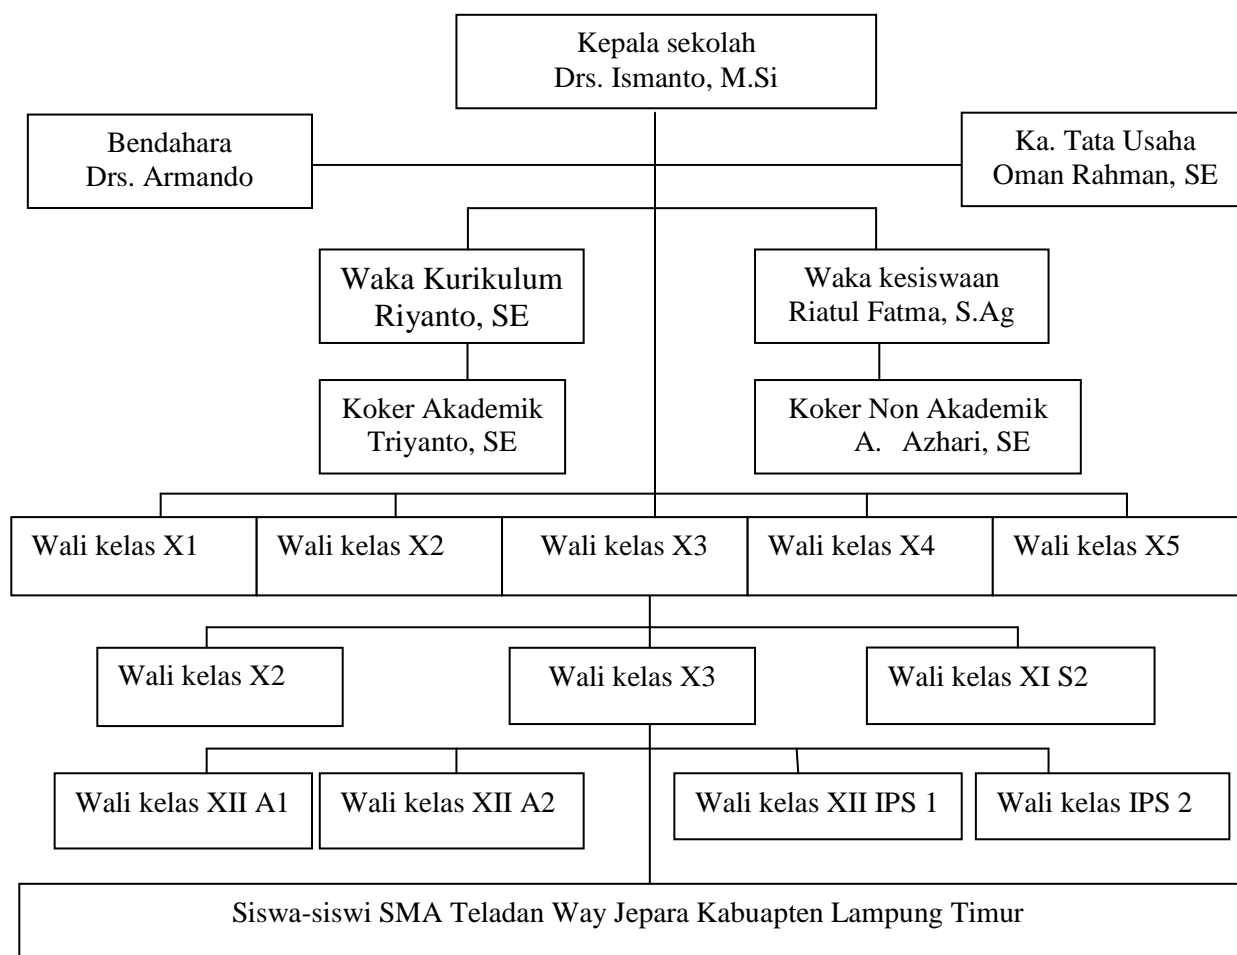 Kepala sekolah
Drs. Ismanto, M.Si
Bendahara
Drs. Armando
Ka. Tata Usaha
Oman Rahman, SE
Waka Kurikulum
Riyanto, SE
Waka kesiswaan
Riatul Fatma, S.Ag
Koker Akademik
Triyanto, SE
Koker Non Akademik
A. Azhari, SE
Wali kelas X1
Wali kelas X2
Wali kelas X3
Wali kelas X4
Wali kelas X5
Wali kelas X2
Wali kelas X3
Wali kelas XI S2
Wali kelas XII A1
Wali kelas XII A2
Wali kelas XII IPS 1
Wali kelas IPS 2
Siswa-siswi SMA Teladan Way Jepara Kabuapten Lampung Timur